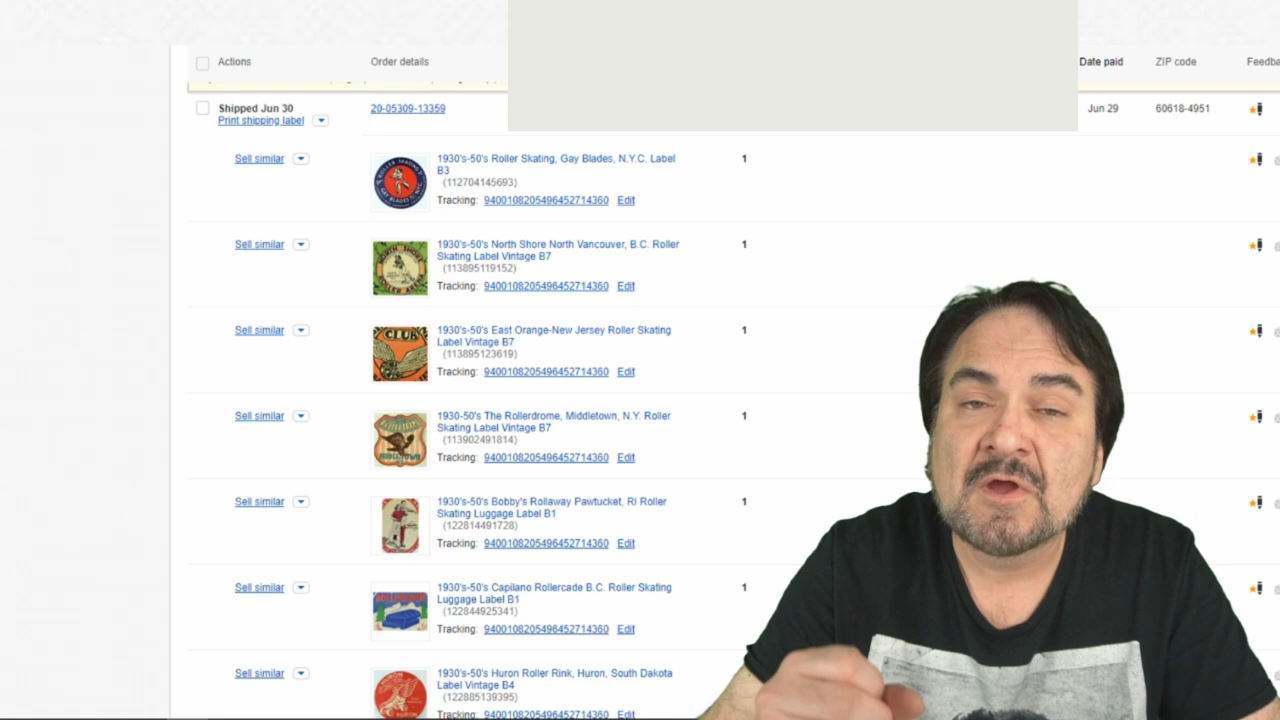 Actions
Order details
Date paid
ZIP code
Feedba
Shipped Jun 30
Print shipping label
20-05309-13359
Jun 29
60618-4951
Sell similar
1930's-50's Roller Skating, Gay Blades, N.Y.C. Label
B3
(112704145693)
Tracking: 9400108205496452714360 Edit
1
Sell similar
1930's-50's North Shore North Vancouver, B.C. Roller
Skating Label Vintage B7
(113895119152)
Tracking: 9400108205496452714360 Edit
1
Sell similar
1930's-50's East Orange-New Jersey Roller Skating
Label Vintage B7
(113895123619)
Tracking: 9400108205496452714360 Edit
1
CLUB
Sell similar
1930-50's The Rollerdrome, Middletown, N.Y. Roller
Skating Label Vintage B7
(113902491814)
Tracking: 9400108205496452714360 Edit
1
Sell similar
1930's-50's Bobby's Rollaway Pawtucket, RI Roller
Skating Luggage Label B1
(122814491728)
Tracking: 9400108205496452714360 Edit
1
Sell similar
1930's-50's Capilano Rollercade B.C. Roller Skating
Luggage Label B1
(122844925341)
Tracking: 9400108205496452714360 Edit
1
Sell similar
1930's-50's Huron Roller Rink, Huron, South Dakota
Label Vintage B4
(122885139395)
Tracking: 9400108205496452714360 Edit
1